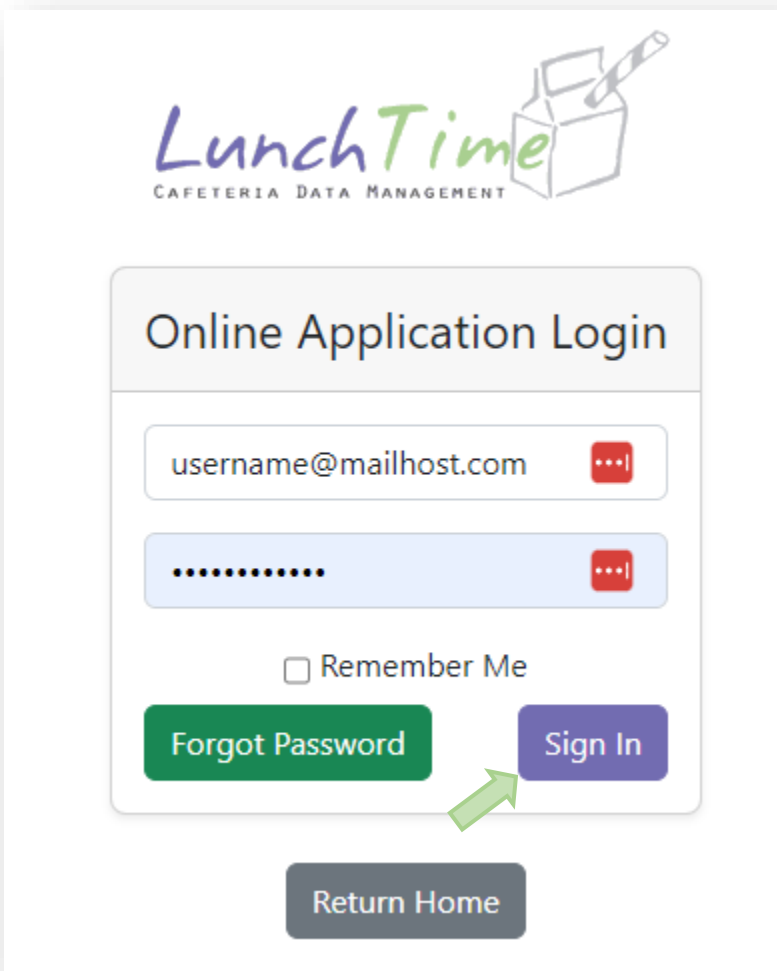 LunchTime
CAFETERIA DATA MANAGEMENT
Online Application Login
username@mailhost.com
••••••••••••
Remember Me
Forgot Password Sign In
Return Home